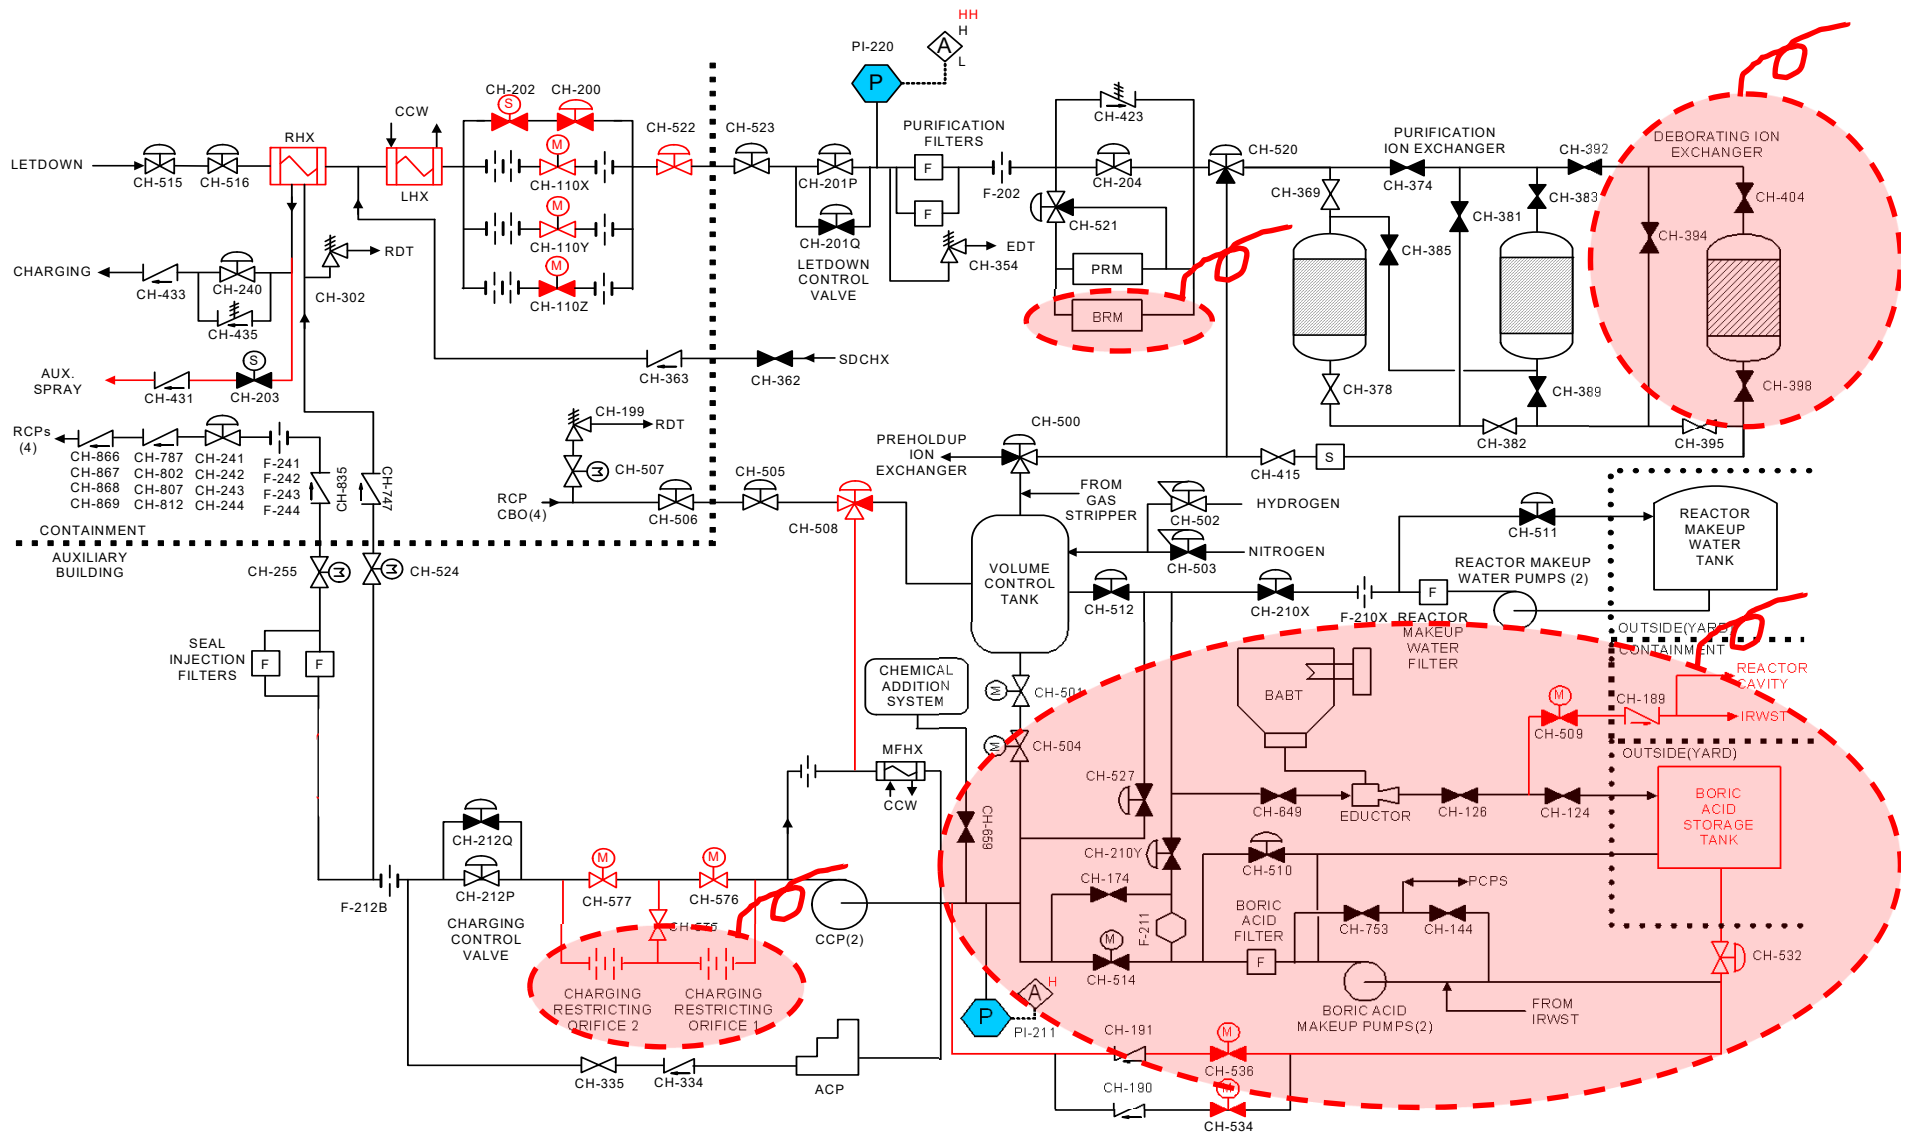 HH
H
PI-220
A
L
P
CH-202
CH-200
S
CCW
RHX
LHX
LETDOWN
CH-515
CH-516
M
CH-110X
M
CH-110Y
M
CH-110Z
CH-522
CH-523
CH-201P
CH-201Q
LETDOWN
CONTROL
VALVE
PURIFICATION
FILTERS
F
F
F-202
EDT
CH-354
CH-423
CH-204
CH-521
PRM
BRM
CH-520
PURIFICATION
ION EXCHANGER
CH-369
CH-374
CH-392
CH-381
CH-383
CH-385
CH-378
CH-389
CH-382
CH-395
DEBORATING ION
EXCHANGER
CH-404
CH-394
CH-398
CHARGING
CH-433
CH-240
CH-435
RDT
CH-302
AUX.
SPRAY
CH-431
S
CH-203
CH-363
CH-362
SDCHX
RCPs
(4)
CH-866
CH-867
CH-868
CH-869
CH-787
CH-802
CH-807
CH-812
CH-241
CH-242
CH-243
CH-244
F-241
F-242
F-243
F-244
CH-835
CH-747
CONTAINMENT
AUXILIARY
BUILDING
CH-199
RDT
M
CH-507
RCP
CBO(4)
CH-506
CH-505
CH-508
CH-500
PREHOLDUP
ION
EXCHANGER
CH-415
S
FROM
GAS
STRIPPER
HYDROGEN
CH-502
NITROGEN
CH-503
VOLUME
CONTROL
TANK
CH-512
CH-210X
F-210X
F
REACTOR
MAKEUP
WATER
FILTER
REACTOR MAKEUP
WATER PUMPS (2)
CH-511
REACTOR
MAKEUP
WATER
TANK
OUTSIDE(YARD)
CONTAINMENT
CH-255
M
M
CH-524
SEAL
INJECTION
FILTERS
F
F
CHEMICAL
ADDITION
SYSTEM
M
CH-501
M
CH-504
MFHX
CCW
CH-659
BABT
CH-527
CH-649
EDUCTOR
CH-126
CH-124
M
CH-509
CH-189
REACTOR
CAVITY
IRWST
OUTSIDE(YARD)
BORIC
ACID
STORAGE
TANK
CH-210Y
CH-510
CH-174
F-211
BORIC
ACID
FILTER
F
PCPS
CH-753
CH-144
M
CH-514
CH-532
BORIC ACID
MAKEUP PUMPS(2)
FROM
IRWST
CH-212Q
CH-212P
F-212B
CHARGING
CONTROL
VALVE
M
CH-577
M
CH-576
CCP(2)
CHARGING
RESTRICTING
ORIFICE 2
CHARGING
RESTRICTING
ORIFICE 1
P
A
H
PI-211
CH-191
M
CH-536
CH-190
M
CH-534
CH-335
CH-334
ACP